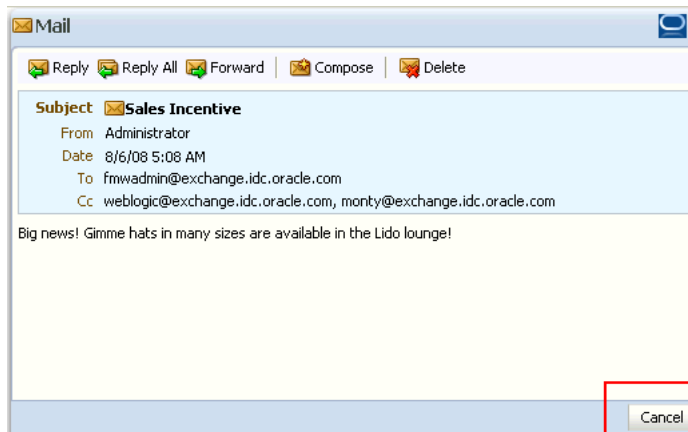 Mail
Reply Reply All Forward Compose Delete
Subject Sales Incentive
From Administrator
Date 8/6/08 5:08 AM
To fmwadmin@exchange.idc.oracle.com
Cc weblogic@exchange.idc.oracle.com, monty@exchange.idc.oracle.com
Big news! Gimme hats in many sizes are available in the Lido lounge!
Cancel